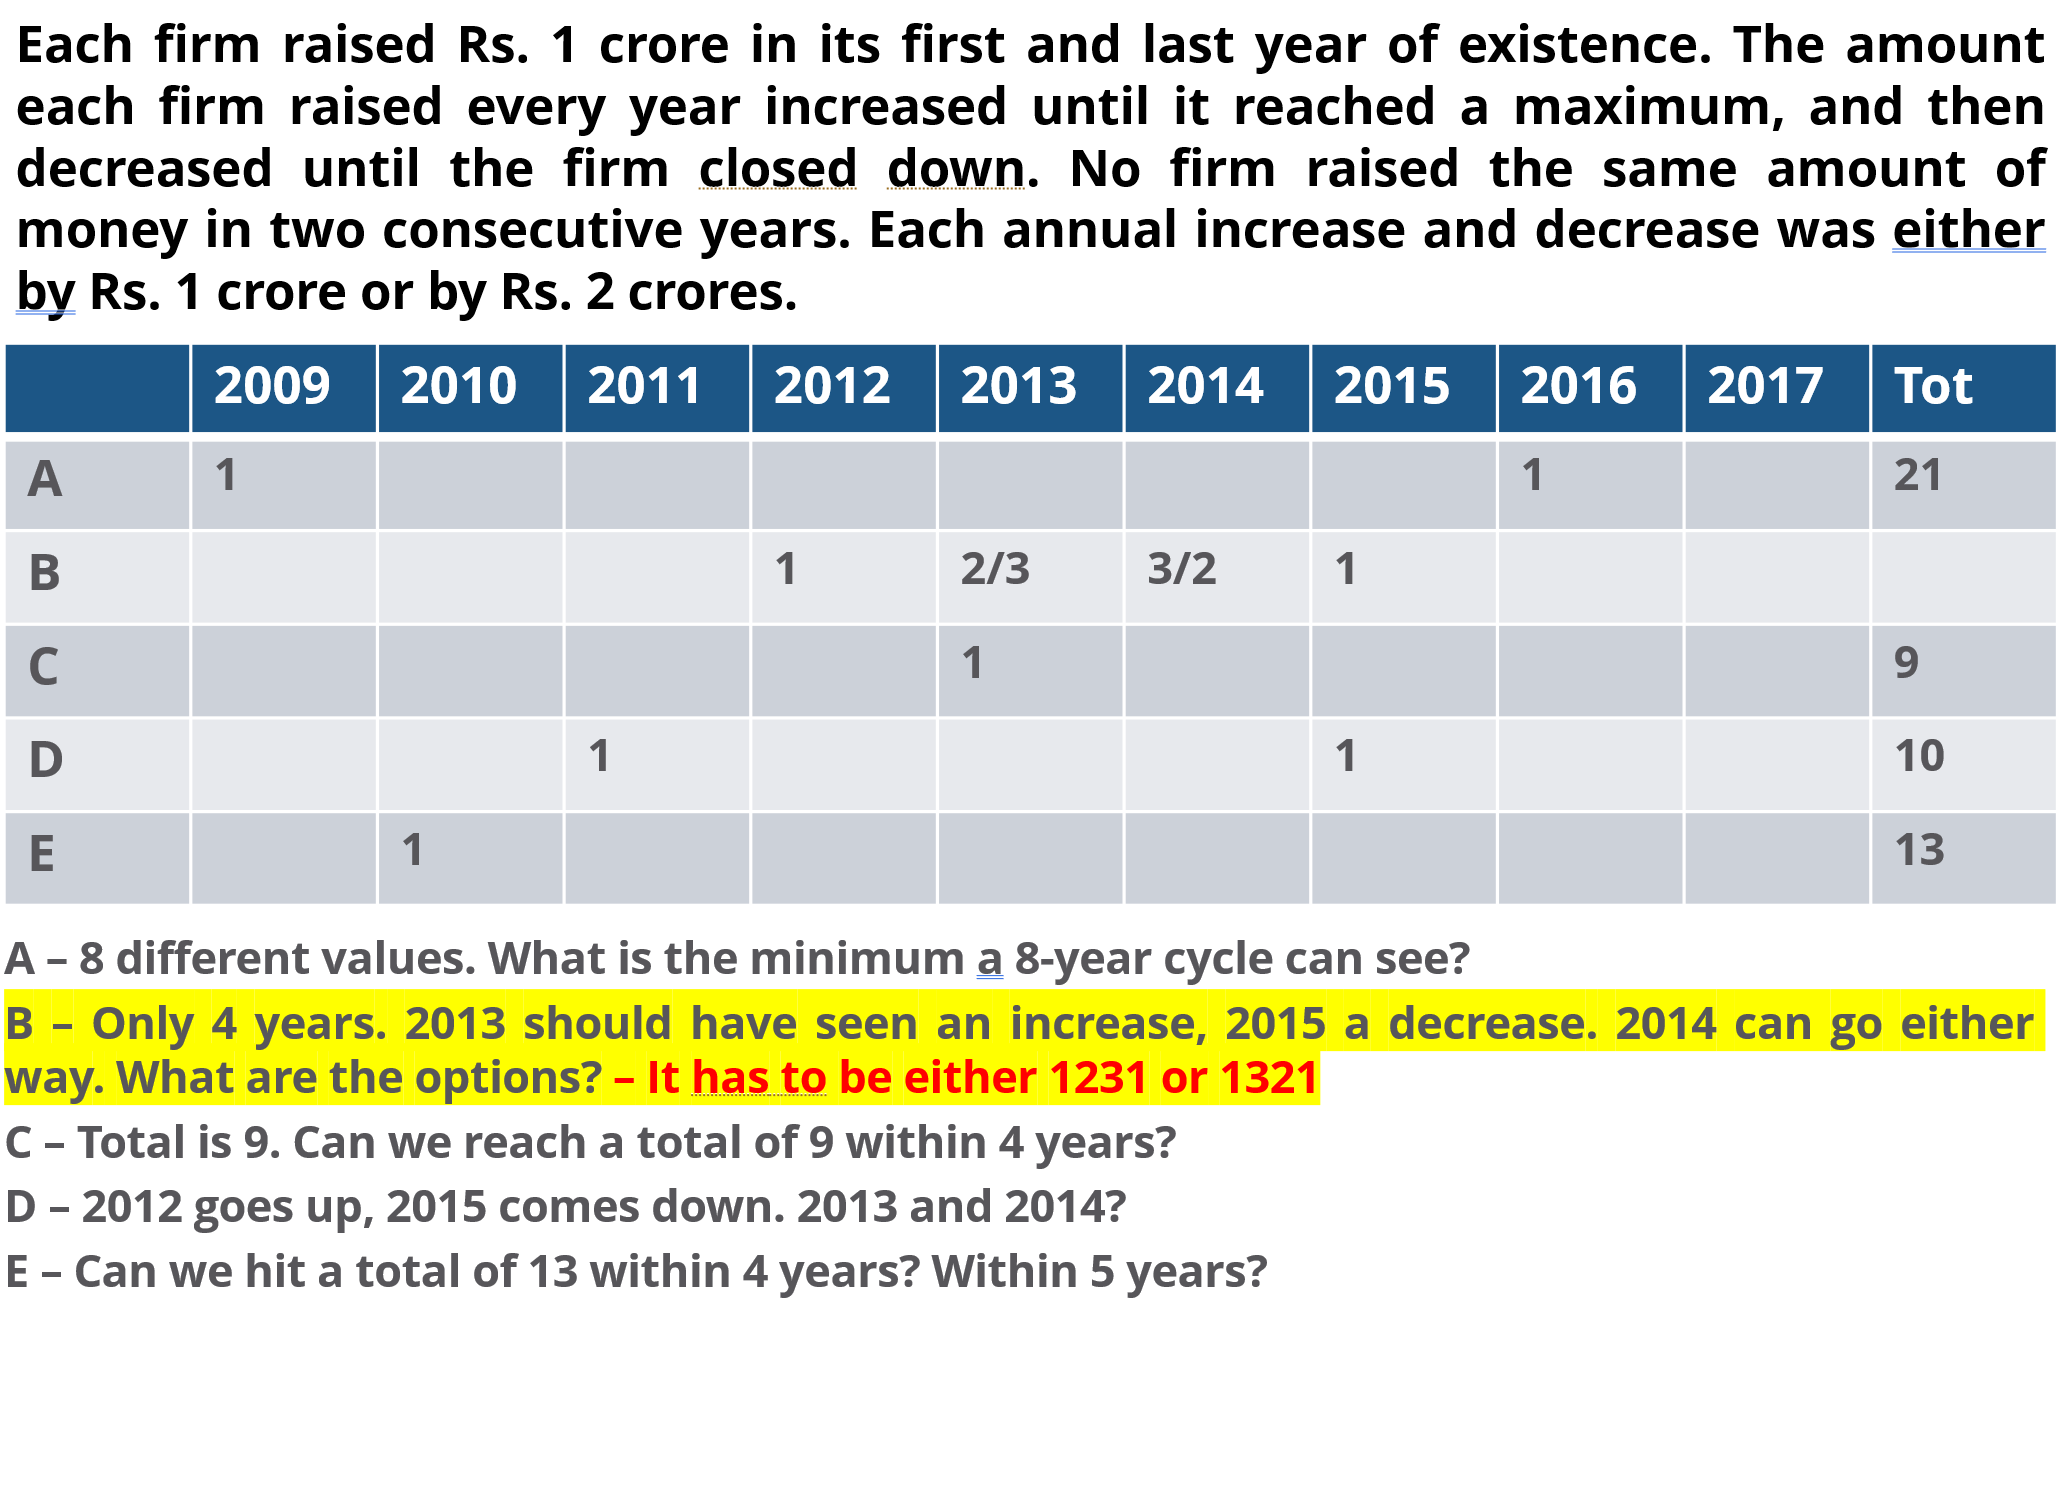 Each firm raised Rs. 1 crore in its first and last year of existence. The amount
each firm raised every year increased until it reached a maximum, and then
decreased until the firm closed down. No firm raised the same amount of
money in two consecutive years. Each annual increase and decrease was either
by Rs. 1 crore or by Rs. 2 crores.
2009 2010 2011 2012 2013 2014 2015 2016 2017 Tot
A 1 1 21
B 1 2/3 3/2 1
C 1 9
D 1 1 10
E 1 13
A – 8 different values. What is the minimum a 8-year cycle can see?
B – Only 4 years. 2013 should have seen an increase, 2015 a decrease. 2014 can go either
way. What are the options? – It has to be either 1231 or 1321
C – Total is 9. Can we reach a total of 9 within 4 years?
D – 2012 goes up, 2015 comes down. 2013 and 2014?
E – Can we hit a total of 13 within 4 years? Within 5 years?